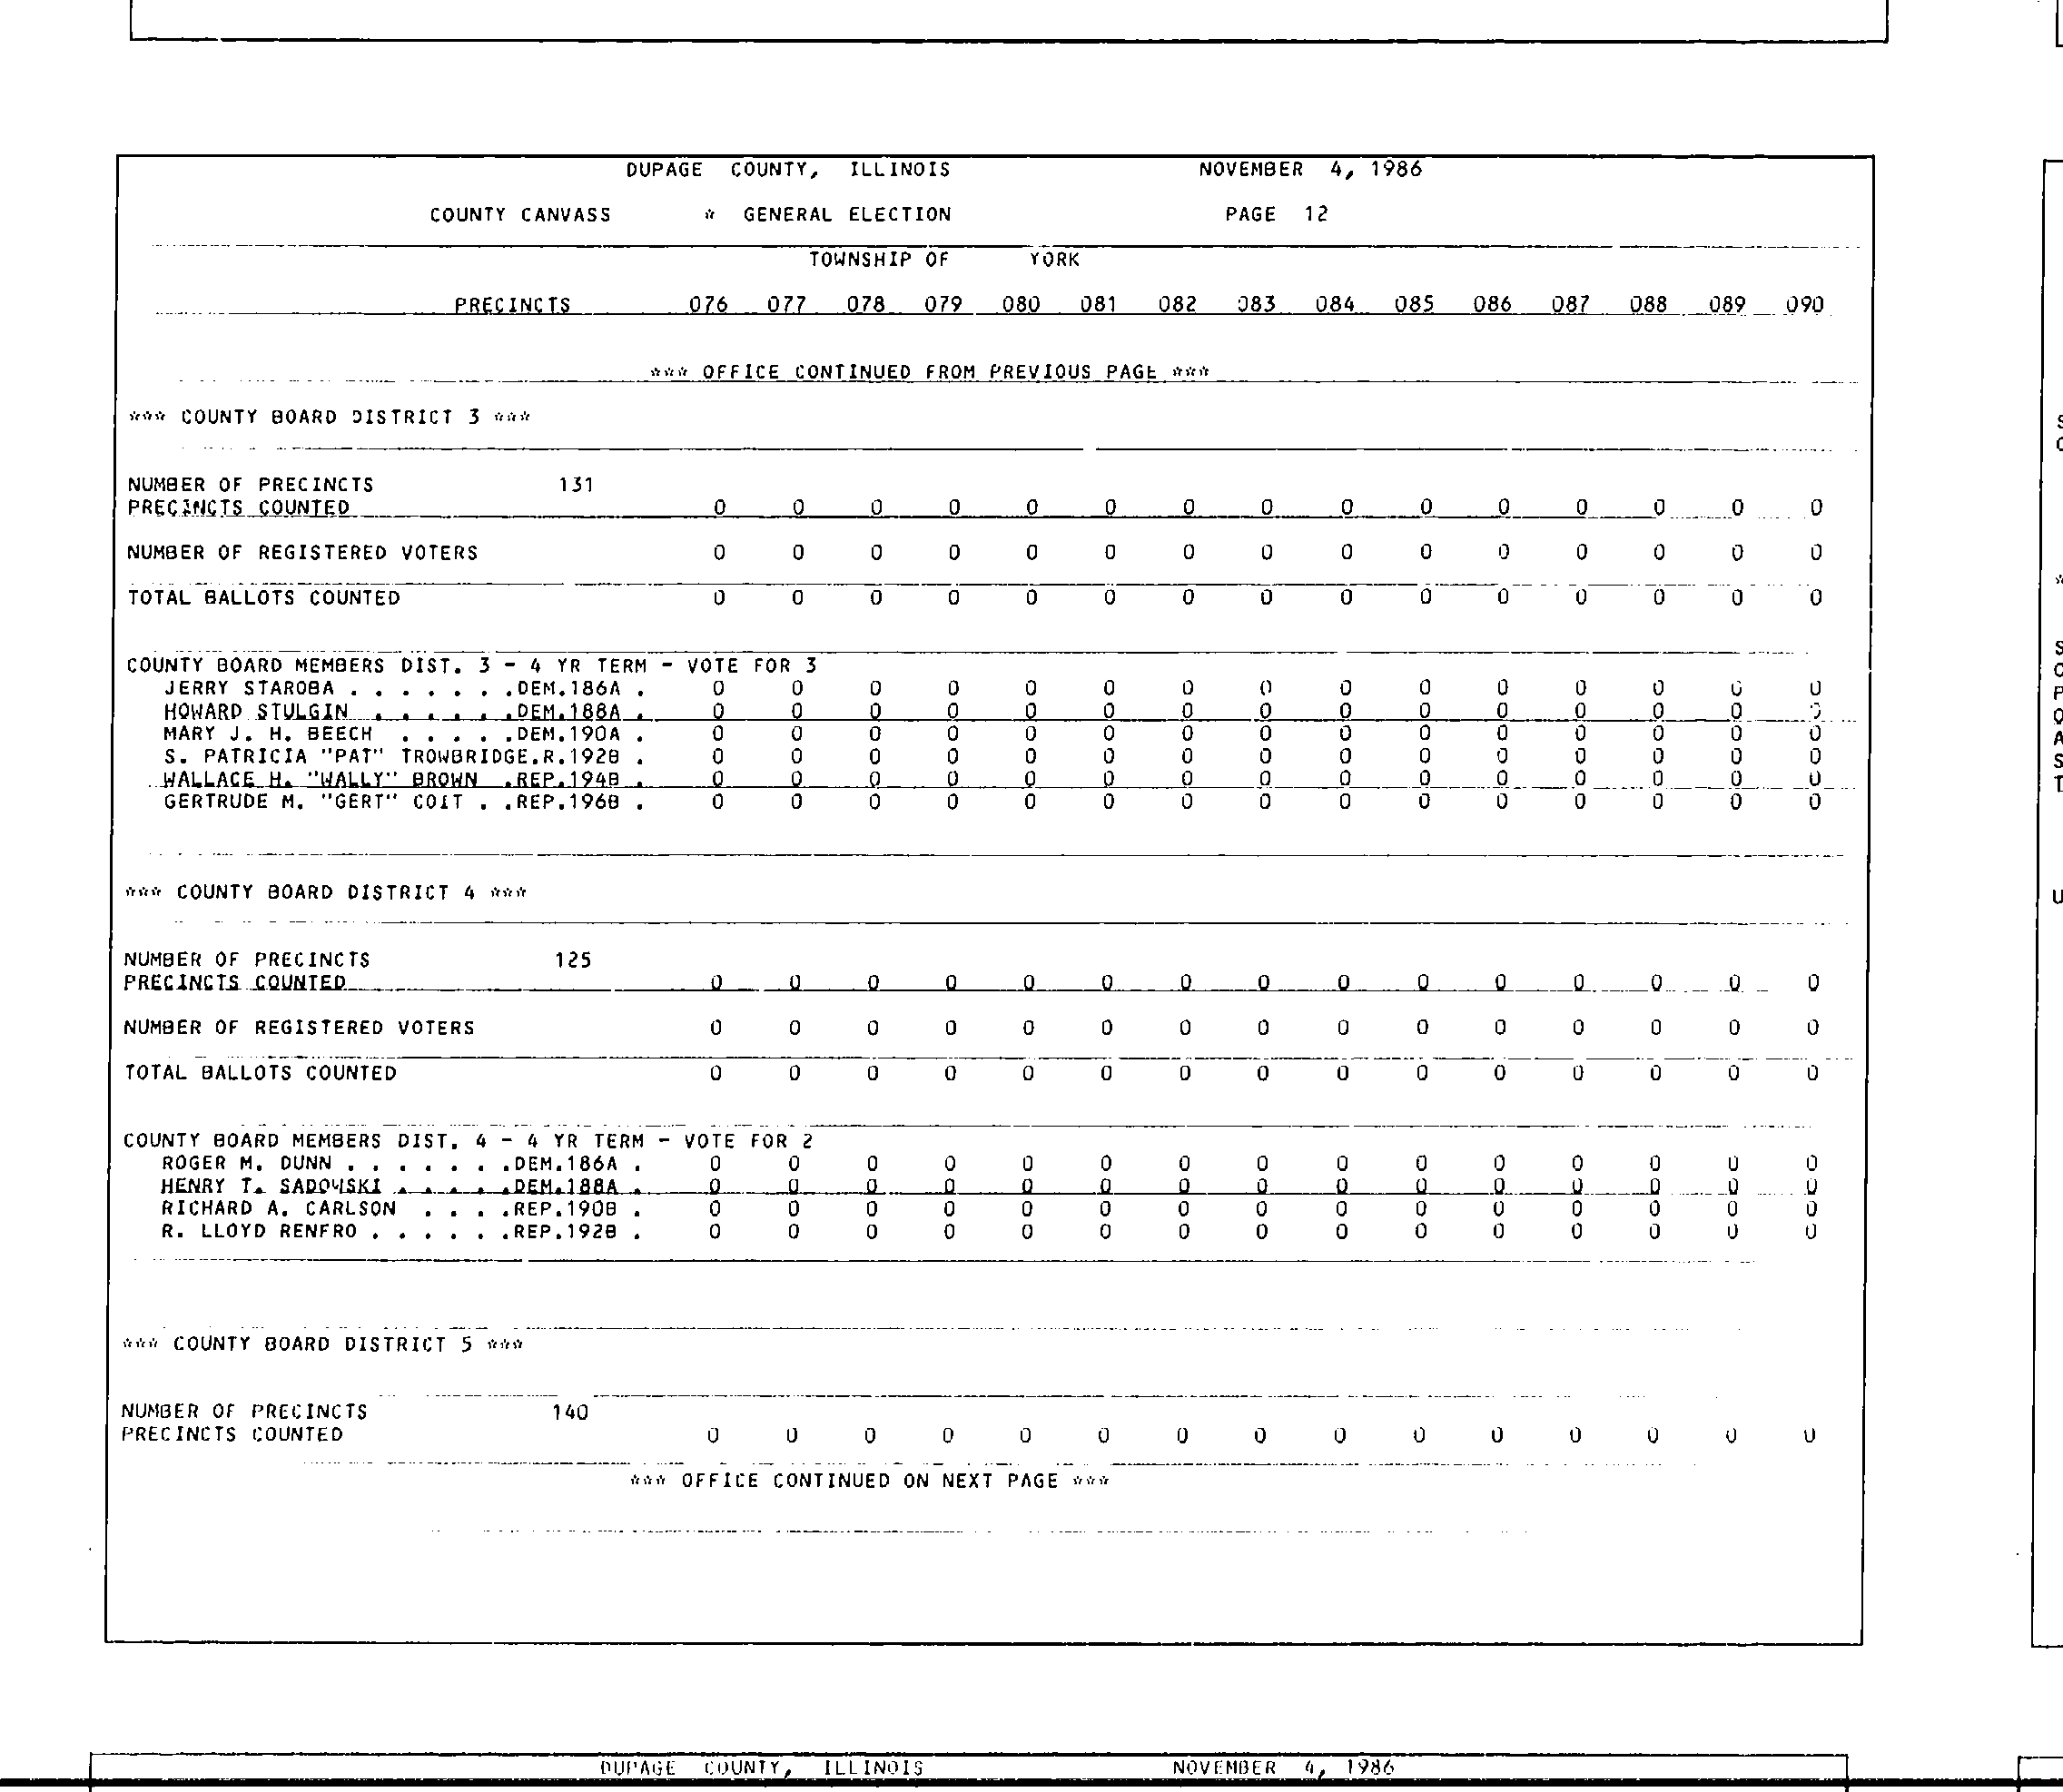 DUPAGE COUNTY, ILLINOIS NOVEMBER 4, 1986
COUNTY CANVASS * GENERAL ELECTION PAGE 12
TOWNSHIP OF YORK
PRECINCTS 076 077 078 079 080 081 082 083 084 085 086 087 088 089 090
*** OFFICE CONTINUED FROM PREVIOUS PAGE ***
*** COUNTY BOARD DISTRICT 3 ***
NUMBER OF PRECINCTS 131
PRECINCTS COUNTED 0 0 0 0 0 0 0 0 0 0 0 0 0 0 0
NUMBER OF REGISTERED VOTERS 0 0 0 0 0 0 0 0 0 0 0 0 0 0 0
TOTAL BALLOTS COUNTED 0 0 0 0 0 0 0 0 0 0 0 0 0 0 0
COUNTY BOARD MEMBERS DIST. 3 - 4 YR TERM - VOTE FOR 3
JERRY STAROBA . . . . . . .DEM.186A . 0 0 0 0 0 0 0 0 0 0 0 0 0 0 0
HOWARD STULGIN . . . . . .DEM.188A . 0 0 0 0 0 0 0 0 0 0 0 0 0 0 0
MARY J. H. BEECH . . . . .DEM.190A . 0 0 0 0 0 0 0 0 0 0 0 0 0 0 0
S. PATRICIA "PAT" TROWBRIDGE.R.192B . 0 0 0 0 0 0 0 0 0 0 0 0 0 0 0
WALLACE H. "WALLY" BROWN .REP.194B . 0 0 0 0 0 0 0 0 0 0 0 0 0 0 0
GERTRUDE M. "GERT" COIT . .REP.196B . 0 0 0 0 0 0 0 0 0 0 0 0 0 0 0
*** COUNTY BOARD DISTRICT 4 ***
NUMBER OF PRECINCTS 125
PRECINCTS COUNTED 0 0 0 0 0 0 0 0 0 0 0 0 0 0 0
NUMBER OF REGISTERED VOTERS 0 0 0 0 0 0 0 0 0 0 0 0 0 0 0
TOTAL BALLOTS COUNTED 0 0 0 0 0 0 0 0 0 0 0 0 0 0 0
COUNTY BOARD MEMBERS DIST. 4 - 4 YR TERM - VOTE FOR 2
ROGER M. DUNN . . . . . . .DEM.186A . 0 0 0 0 0 0 0 0 0 0 0 0 0 0 0
HENRY T. SADOWSKI . . . . .DEM.188A . 0 0 0 0 0 0 0 0 0 0 0 0 0 0 0
RICHARD A. CARLSON . . . .REP.190B . 0 0 0 0 0 0 0 0 0 0 0 0 0 0 0
R. LLOYD RENFRO . . . . . .REP.192B . 0 0 0 0 0 0 0 0 0 0 0 0 0 0 0
*** COUNTY BOARD DISTRICT 5 ***
NUMBER OF PRECINCTS 140
PRECINCTS COUNTED 0 0 0 0 0 0 0 0 0 0 0 0 0 0 0
*** OFFICE CONTINUED ON NEXT PAGE ***
DUPAGE COUNTY, ILLINOIS NOVEMBER 4, 1986